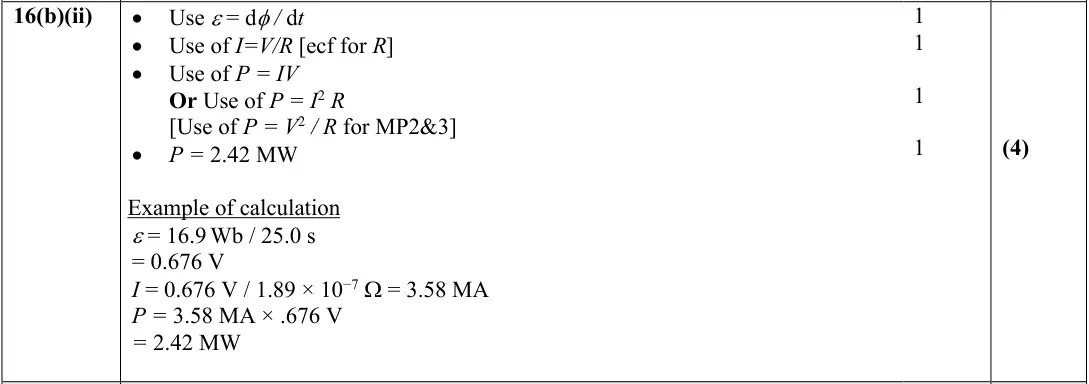 16(b)(ii)
• Use ε = dϕ / dt 1
• Use of I=V/R [ecf for R] 1
• Use of P = IV
Or Use of P = I² R 1
[Use of P = V² / R for MP2&3]
• P = 2.42 MW 1 (4)
Example of calculation
ε = 16.9 Wb / 25.0 s
= 0.676 V
I = 0.676 V / 1.89 × 10⁻⁷ Ω = 3.58 MA
P = 3.58 MA × .676 V
= 2.42 MW